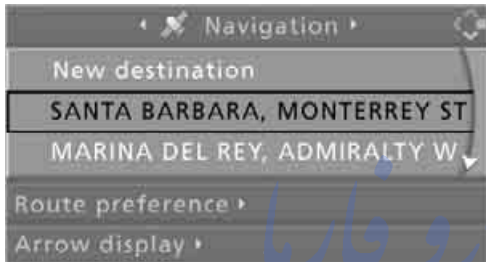 Navigation
New destination
SANTA BARBARA, MONTERREY ST
MARINA DEL REY, ADMIRALTY W
Route preference
Arrow display